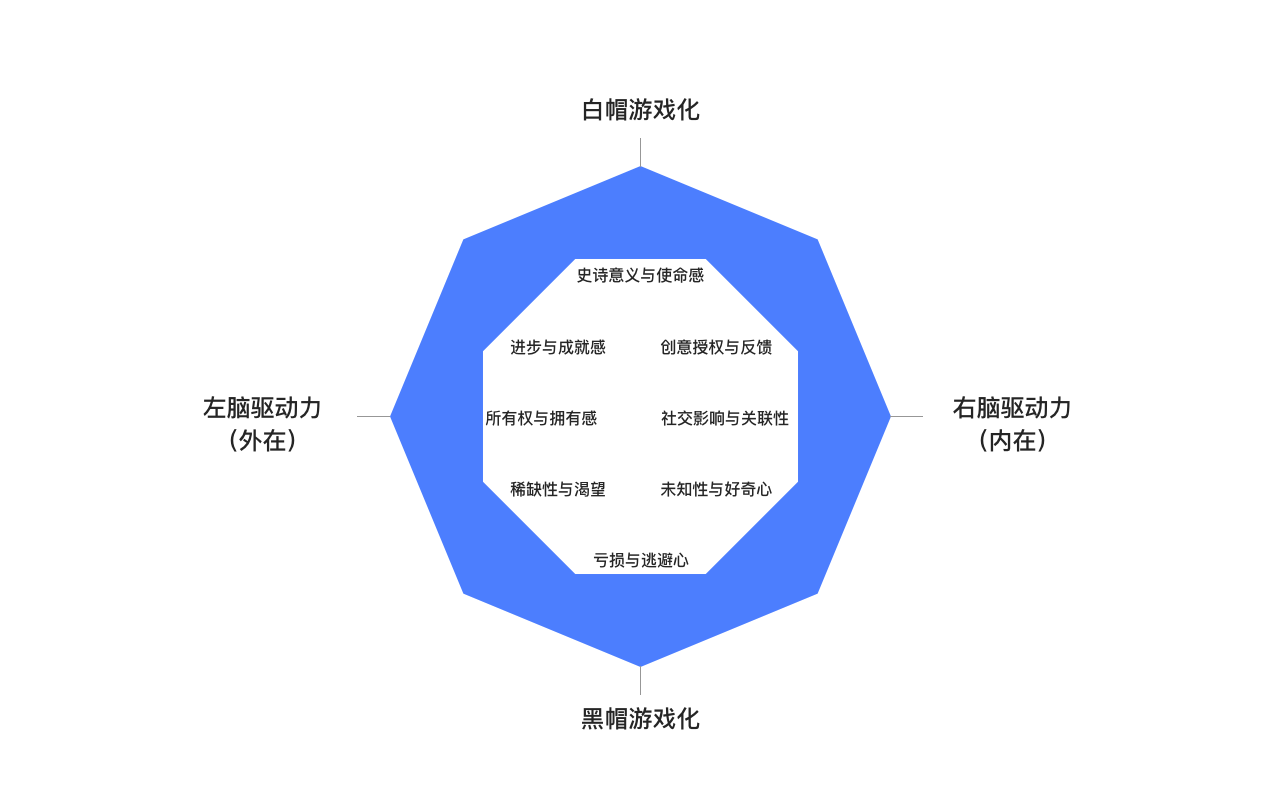 白帽游戏化
史诗意义与使命感
进步与成就感
创意授权与反馈
左脑驱动力
（外在）
所有权与拥有感
社交影响与关联性
右脑驱动力
（内在）
稀缺性与渴望
未知性与好奇心
亏损与逃避心
黑帽游戏化